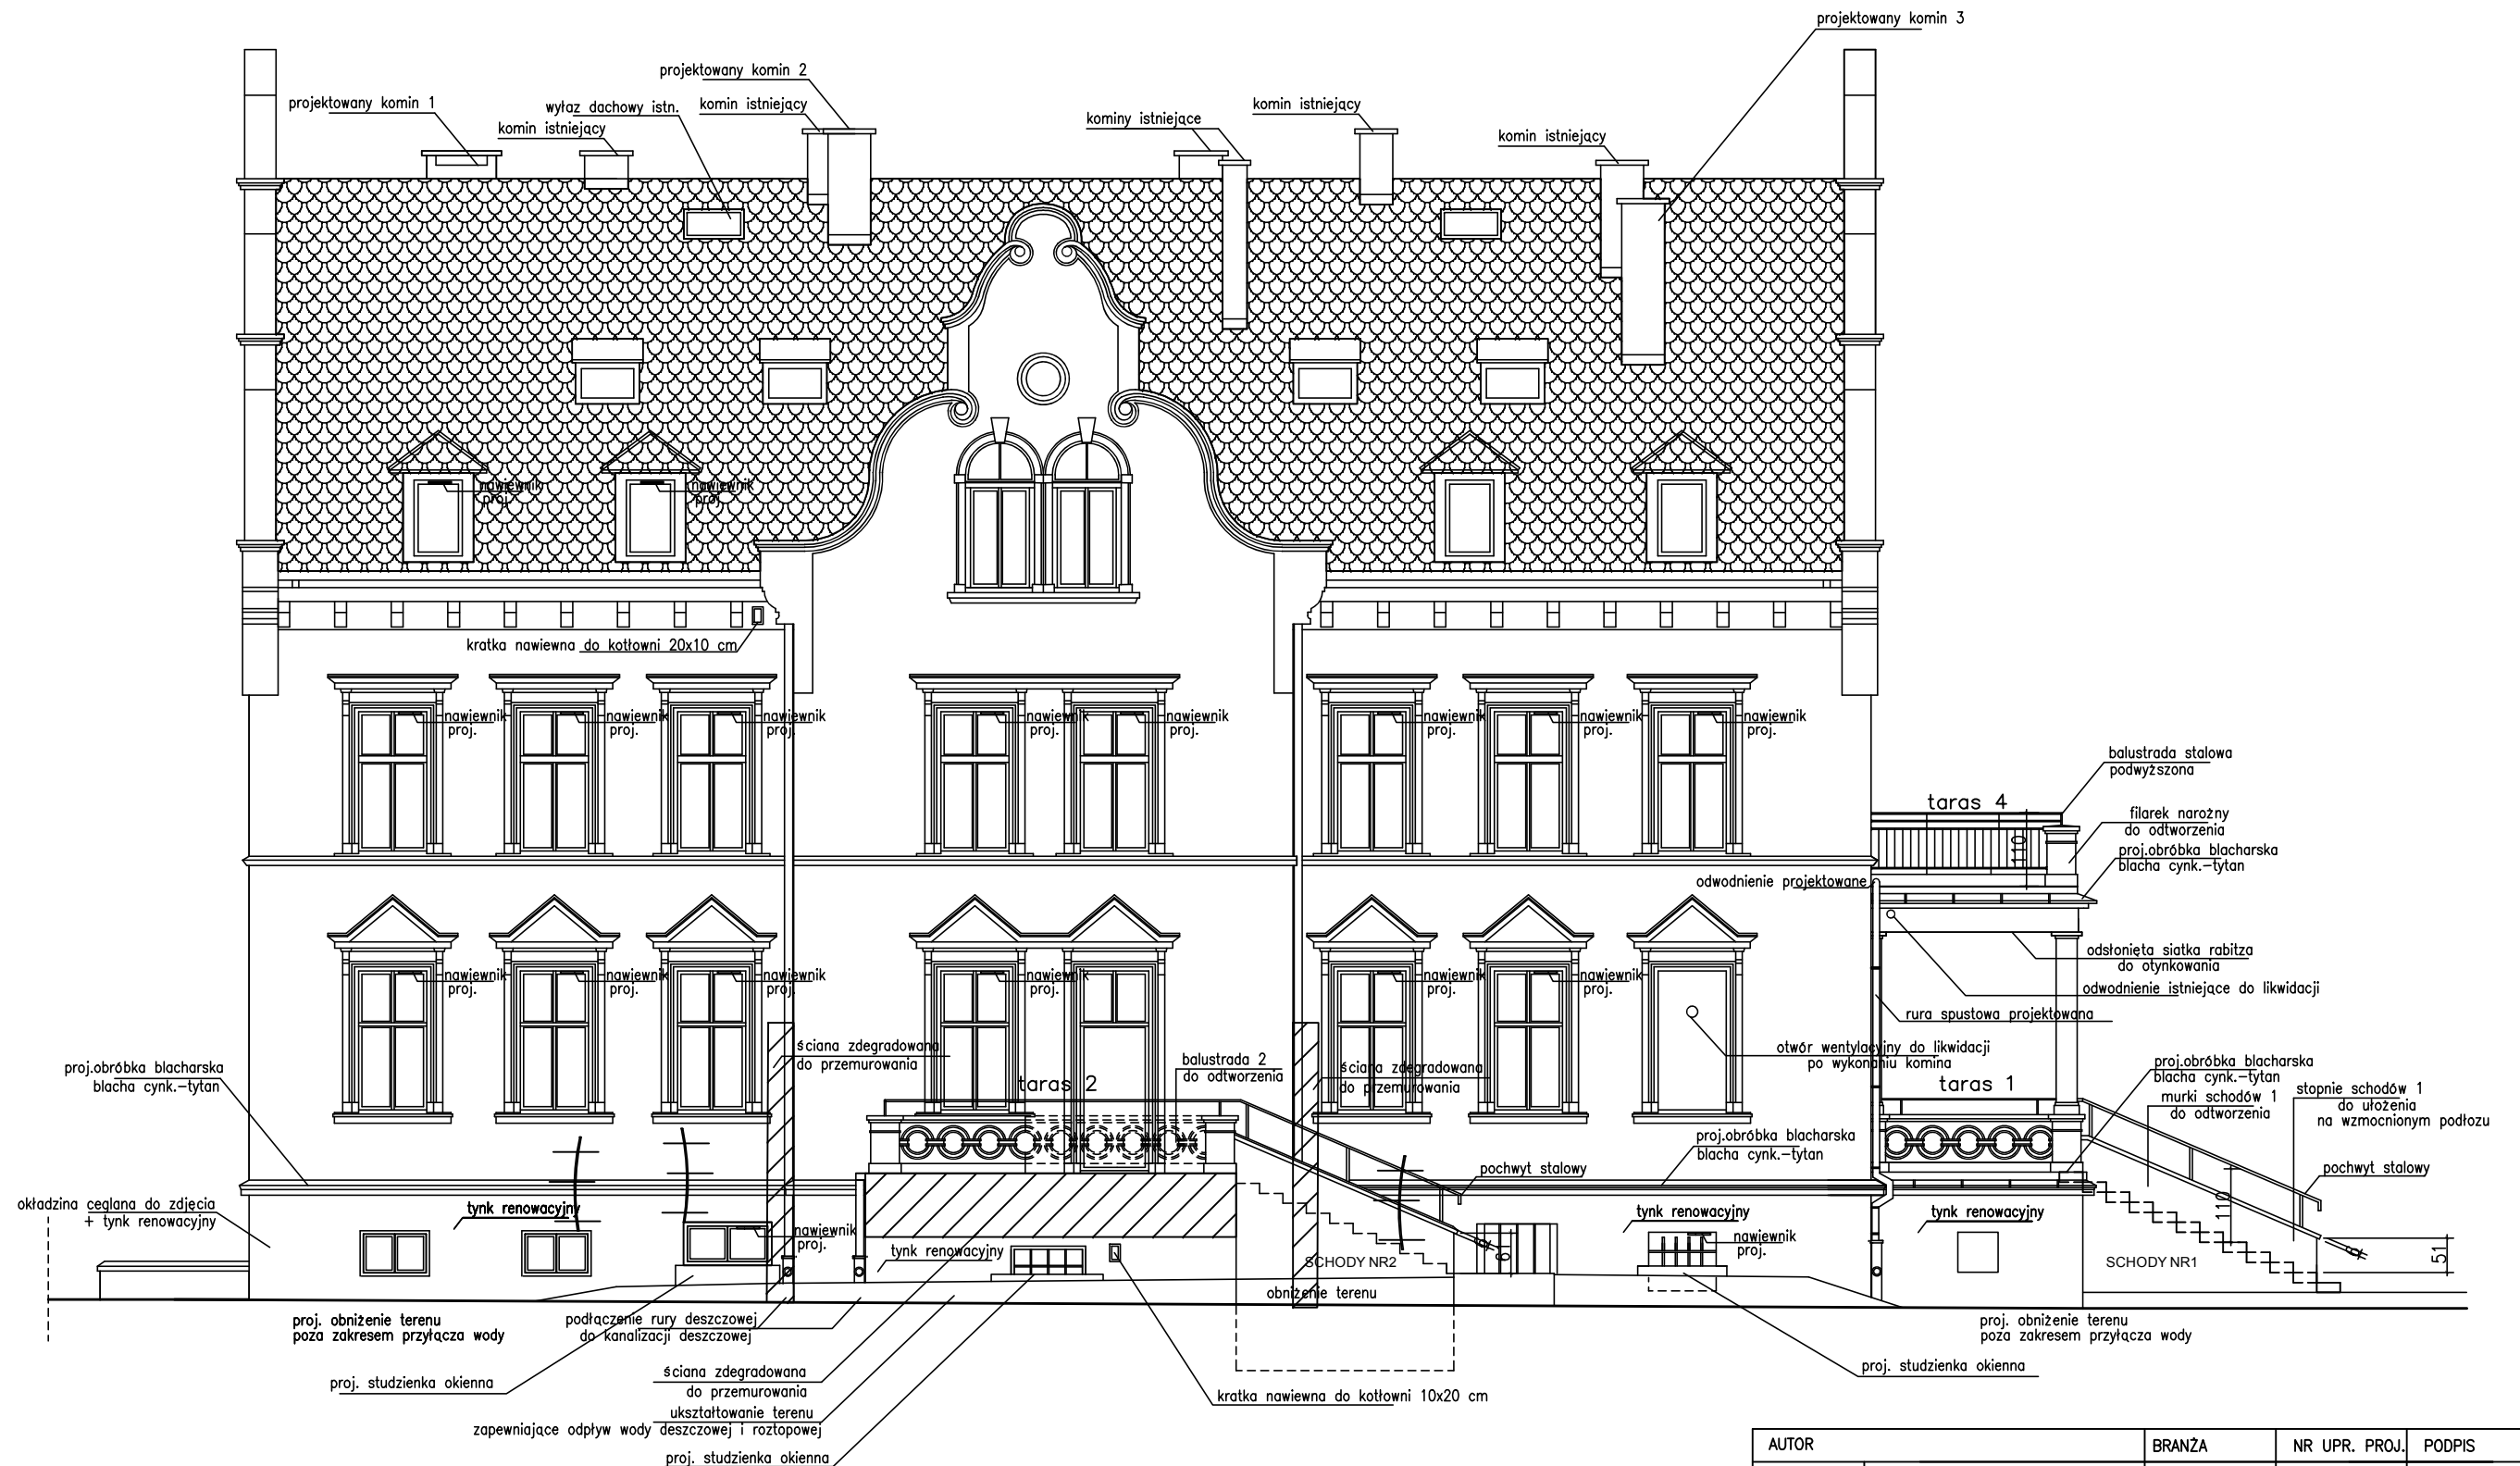 projektowany komin 3
projektowany komin 2
projektowany komin 1
wyłaz dachowy istn.
komin istniejący
komin istniejący
kominy istniejące
komin istniejący
komin istniejący
nawiewnik
proj.
nawiewnik
proj.
kratka nawiewna do kotłowni 20x10 cm
nawiewnik
proj.
nawiewnik
proj.
nawiewnik
proj.
nawiewnik
proj.
nawiewnik
proj.
nawiewnik
proj.
nawiewnik
proj.
nawiewnik
proj.
balustrada stalowa
podwyższona
taras 4
110
filarek narożny
do odtworzenia
proj.obróbka blacharska
blacha cynk.-tytan
odwodnienie projektowane
odsłonięta siatka rabitza
do otynkowania
odwodnienie istniejące do likwidacji
rura spustowa projektowana
nawiewnik
proj.
nawiewnik
proj.
nawiewnik
proj.
nawiewnik
proj.
nawiewnik
proj.
nawiewnik
proj.
ściana zdegradowana
do przemurowania
taras 2
balustrada 2
do odtworzenia
ściana zdegradowana
do przemurowania
otwór wentylacyjny do likwidacji
po wykonaniu komina
taras 1
proj.obróbka blacharska
blacha cynk.-tytan
stopnie schodów 1
do ułożenia
na wzmocnionym podłozu
murki schodów 1
do odtworzenia
proj.obróbka blacharska
blacha cynk.-tytan
proj.obróbka blacharska
blacha cynk.-tytan
pochwyt stalowy
pochwyt stalowy
okładzina ceglana do zdjęcia
+ tynk renowacyjny
tynk renowacyjny
nawiewnik
proj.
tynk renowacyjny
SCHODY NR2
tynk renowacyjny
nawiewnik
proj.
tynk renowacyjny
110
SCHODY NR1
51
obniżenie terenu
proj. obniżenie terenu
poza zakresem przyłącza wody
podłączenie rury deszczowej
do kanalizacji deszczowej
proj. obniżenie terenu
poza zakresem przyłącza wody
proj. studzienka okienna
ściana zdegradowana
do przemurowania
proj. studzienka okienna
kratka nawiewna do kotłowni 10x20 cm
ukształtowanie terenu
zapewniające odpływ wody deszczowej i roztopowej
proj. studzienka okienna
AUTOR BRANŻA NR UPR. PROJ. PODPIS